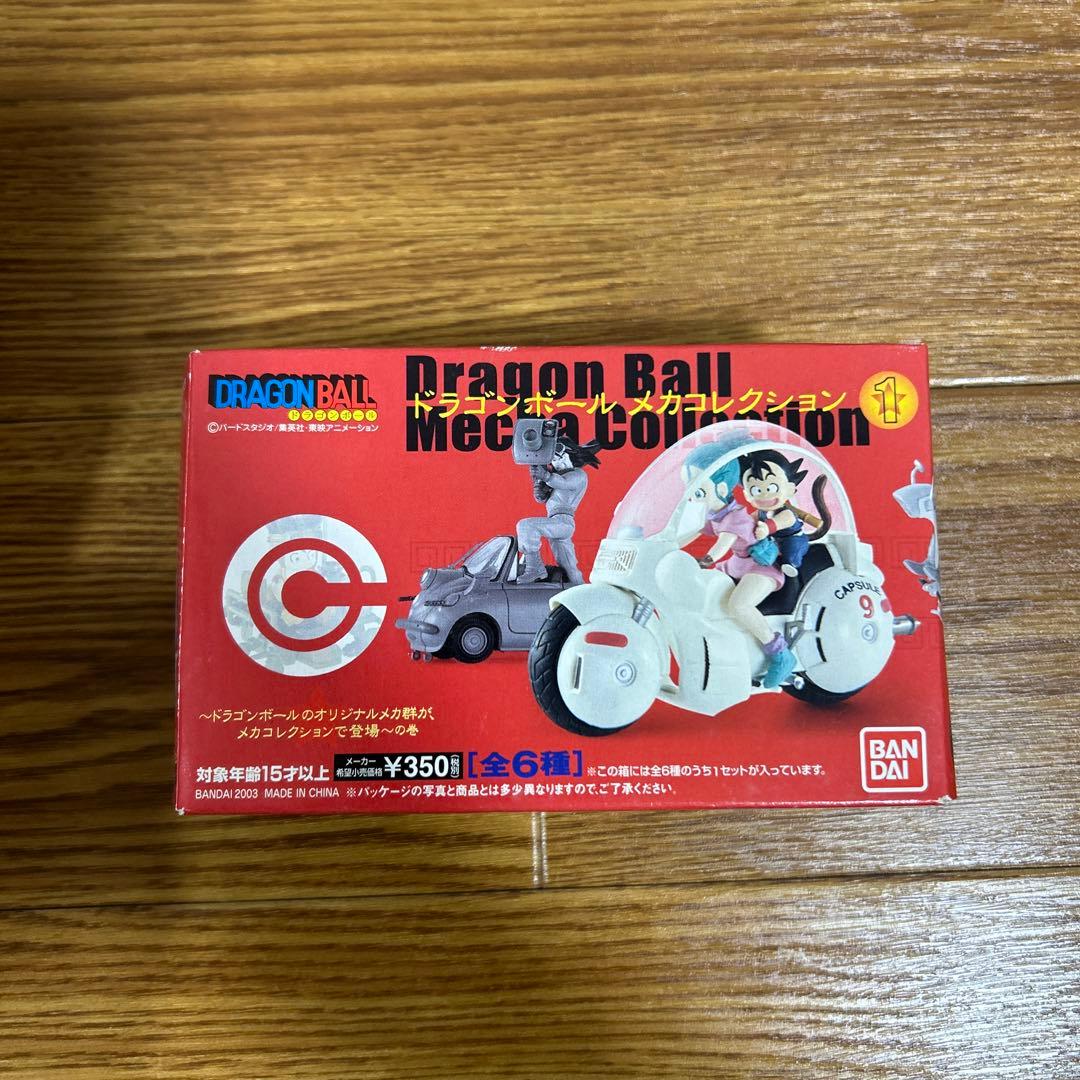 DRAGONBALL
ドラゴンボール
©バードスタジオ/集英社・東映アニメーション
Dragon Ball
ドラゴンボール メカコレクション
1
Mecha Collection
CAPSULE
9
～ドラゴンボールのオリジナルメカ群が、
メカコレクションで登場～の巻
対象年齢15才以上
メーカー
希望小売価格
¥350
(税別)
[全6種]
※この箱には全6種のうち1セットが入っています。
BANDAI 2003 MADE IN CHINA ※パッケージの写真と商品とは多少異なりますので、ご了承ください。
BAN
DAI